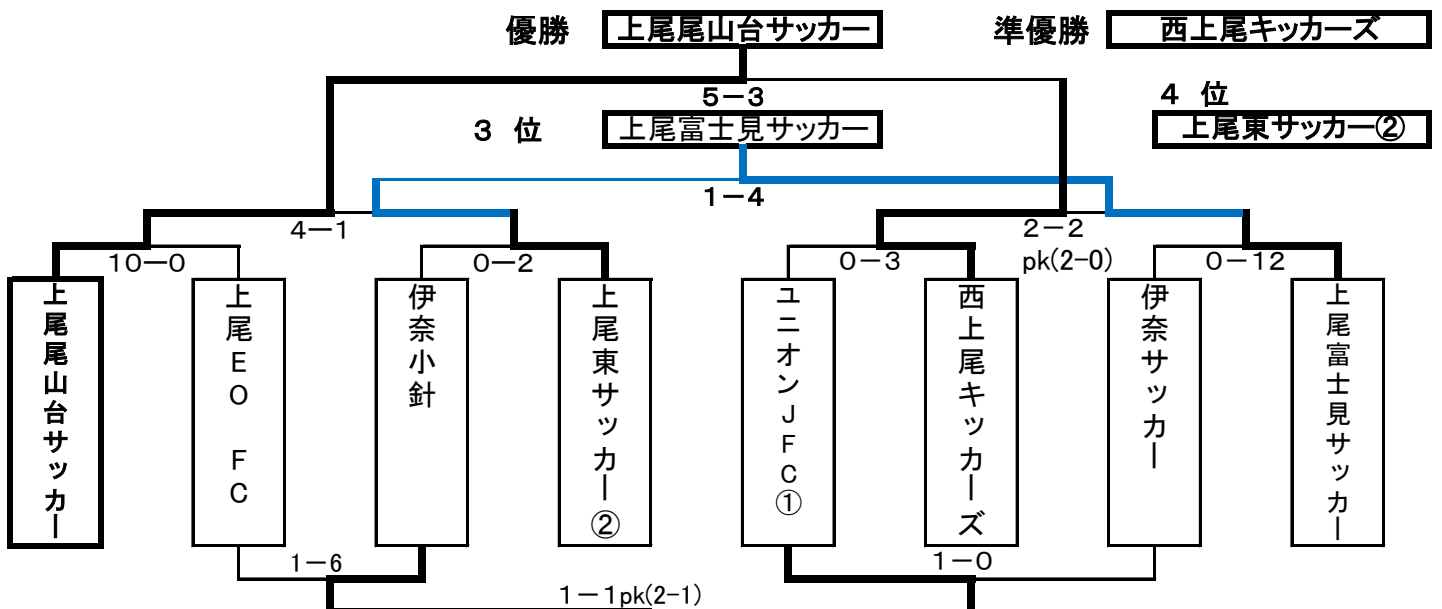 優勝 上尾尾山台サッカー 準優勝 西上尾キッカーズ
5－3
4 位
3 位 上尾富士見サッカー 上尾東サッカー②
1－4
4－1 2－2
10－0 0－2 0－3 pk(2-0) 0－12
上尾尾山台サッカー
上尾EO FC
伊奈小針
上尾東サッカー②
ユニオンJFC①
西上尾キッカーズ
伊奈サッカー
上尾富士見サッカー
1－6 1－0
1－1pk(2-1)